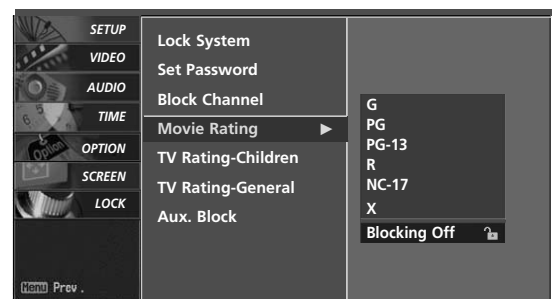 SETUP
VIDEO
AUDIO
TIME
OPTION
SCREEN
LOCK
Menu Prev.
Lock System
Set Password
Block Channel
Movie Rating ►
TV Rating-Children
TV Rating-General
Aux. Block
G
PG
PG-13
R
NC-17
X
Blocking Off
Option